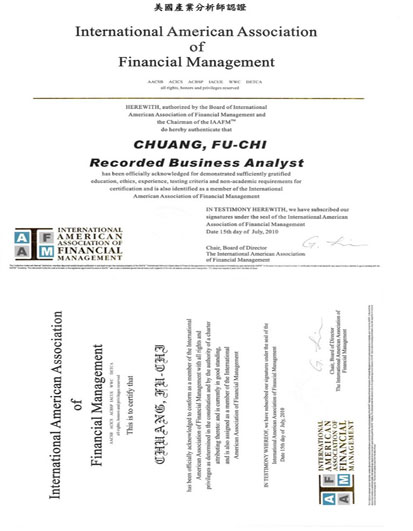 美國產業分析師認證
International American Association
of
Financial Management
AACSB ACICS ACBSP IACUE WWC DETCA
all rights, honors and privileges reserved
HEREWITH, authorized by the Board of International
American Association of Financial Management and
the Chairman of the IAAFM™
do hereby authenticate that
CHUANG, FU-CHI
Recorded Business Analyst
has been officially acknowledged for demonstrated sufficiently gratified
education, ethics, experience, testing criteria and non-academic requirements for
certification and is also identified as a member of the International
American Association of Financial Management
IN TESTIMONY HEREWITH, we have subscribed our
signatures under the seal of the International American
Association of Financial Management
Date 15th day of July, 2010
Chair, Board of Director
The International American Association
of Financial Management
AAFM
INTERNATIONAL
AMERICAN
ASSOCIATION OF
FINANCIAL
MANAGEMENT
International American Association
of
Financial Management
AACSB ACICS ACBSP IACUE WWC DETCA
all rights, honors and privileges reserved
This is to certify that
CHUANG, FU-CHI
has been officially acknowledged to conform as a member of the International
American Association of Financial Management with all rights and
privileges as determined in the constitution and by the authority of a charter
attributing thereto: and is currently in good standing,
and is also assigned as a member of the International
American Association of Financial Management
IN TESTIMONY WHEREOF, we have subscribed our signatures under the seal of the
International American Association of Financial Management
Date 15th day of July, 2010
Chair, Board of Director
The International American Association of
Financial Management
AAFM
INTERNATIONAL
AMERICAN
ASSOCIATION OF
FINANCIAL
MANAGEMENT